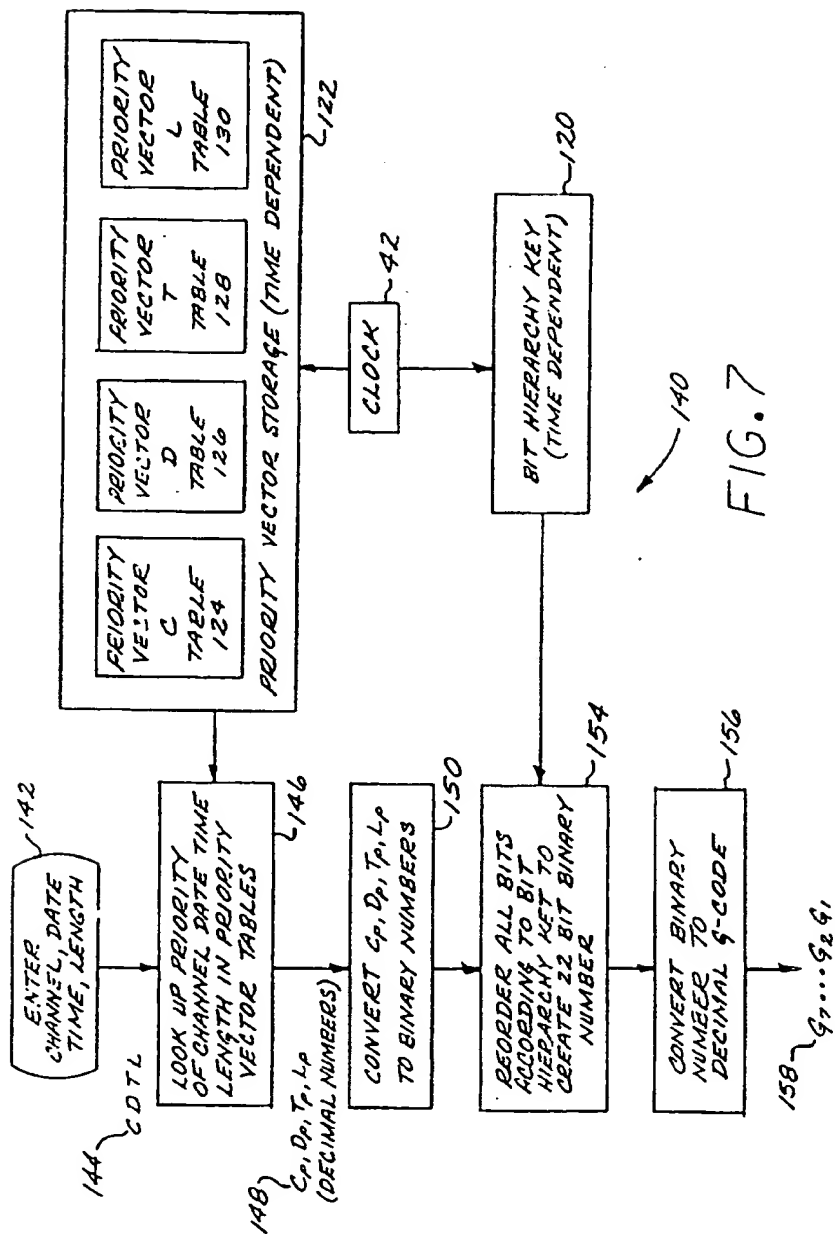 142
ENTER
CHANNEL, DATE
TIME, LENGTH
144
CDTL
LOOK UP PRIORITY
OF CHANNEL DATE TIME
LENGTH IN PRIORITY
VECTOR TABLES
146
148
Cp, Dp, Tp, Lp
(DECIMAL NUMBERS)
CONVERT Cp, Dp, Tp, Lp
TO BINARY NUMBERS
150
REORDER ALL BITS
ACCORDING TO BIT
HIERARCHY KET TO
CREATE 22 BIT BINARY
NUMBER
154
CONVERT BINARY
NUMBER TO
DECIMAL G-CODE
156
158
G7....G2G1
PRIORITY
VECTOR
C
TABLE
124
PRIORITY
VECTOR
D
TABLE
126
PRIORITY
VECTOR
T
TABLE
128
PRIORITY
VECTOR
L
TABLE
130
PRIORITY VECTOR STORAGE (TIME DEPENDENT)
122
CLOCK
42
BIT HIERARCHY KEY
(TIME DEPENDENT)
120
140
FIG. 7